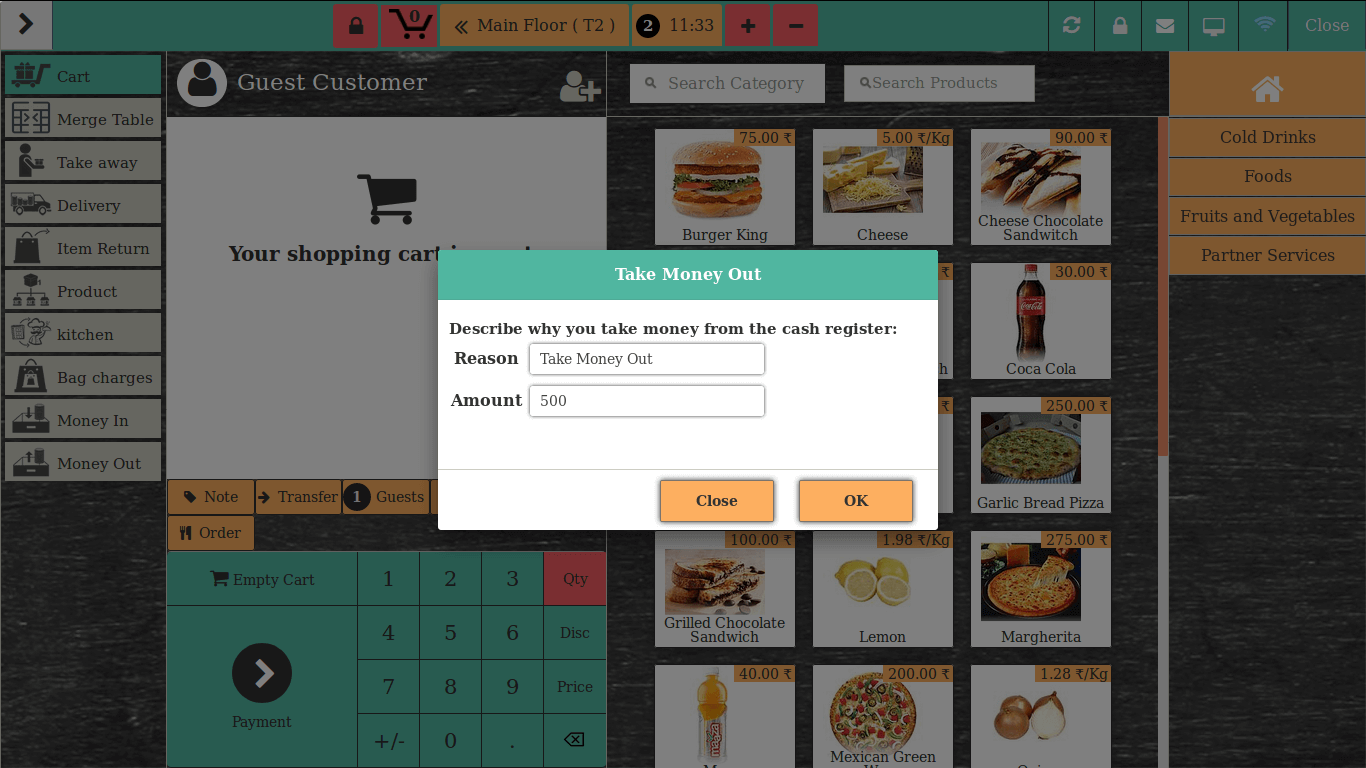 0
Main Floor ( T2 )
2 11:33
Close
Cart
Merge Table
Take away
Delivery
Item Return
Product
kitchen
Bag charges
Money In
Money Out
Guest Customer
Your shopping cart
Search Category
Search Products
75.00 ₹
Burger King
5.00 ₹/Kg
Cheese
90.00 ₹
Cheese Chocolate
Sandwitch
₹
h
30.00 ₹
Coca Cola
₹
250.00 ₹
Garlic Bread Pizza
100.00 ₹
Grilled Chocolate
Sandwich
1.98 ₹/Kg
Lemon
275.00 ₹
Margherita
40.00 ₹
maaza
200.00 ₹
Mexican Green
1.28 ₹/Kg
Cold Drinks
Foods
Fruits and Vegetables
Partner Services
Take Money Out
Describe why you take money from the cash register:
Reason Take Money Out
Amount 500
Close OK
Note
Transfer
1 Guests
Order
Empty Cart
1 2 3 Qty
4 5 6 Disc
7 8 9 Price
+/- 0 .
Payment